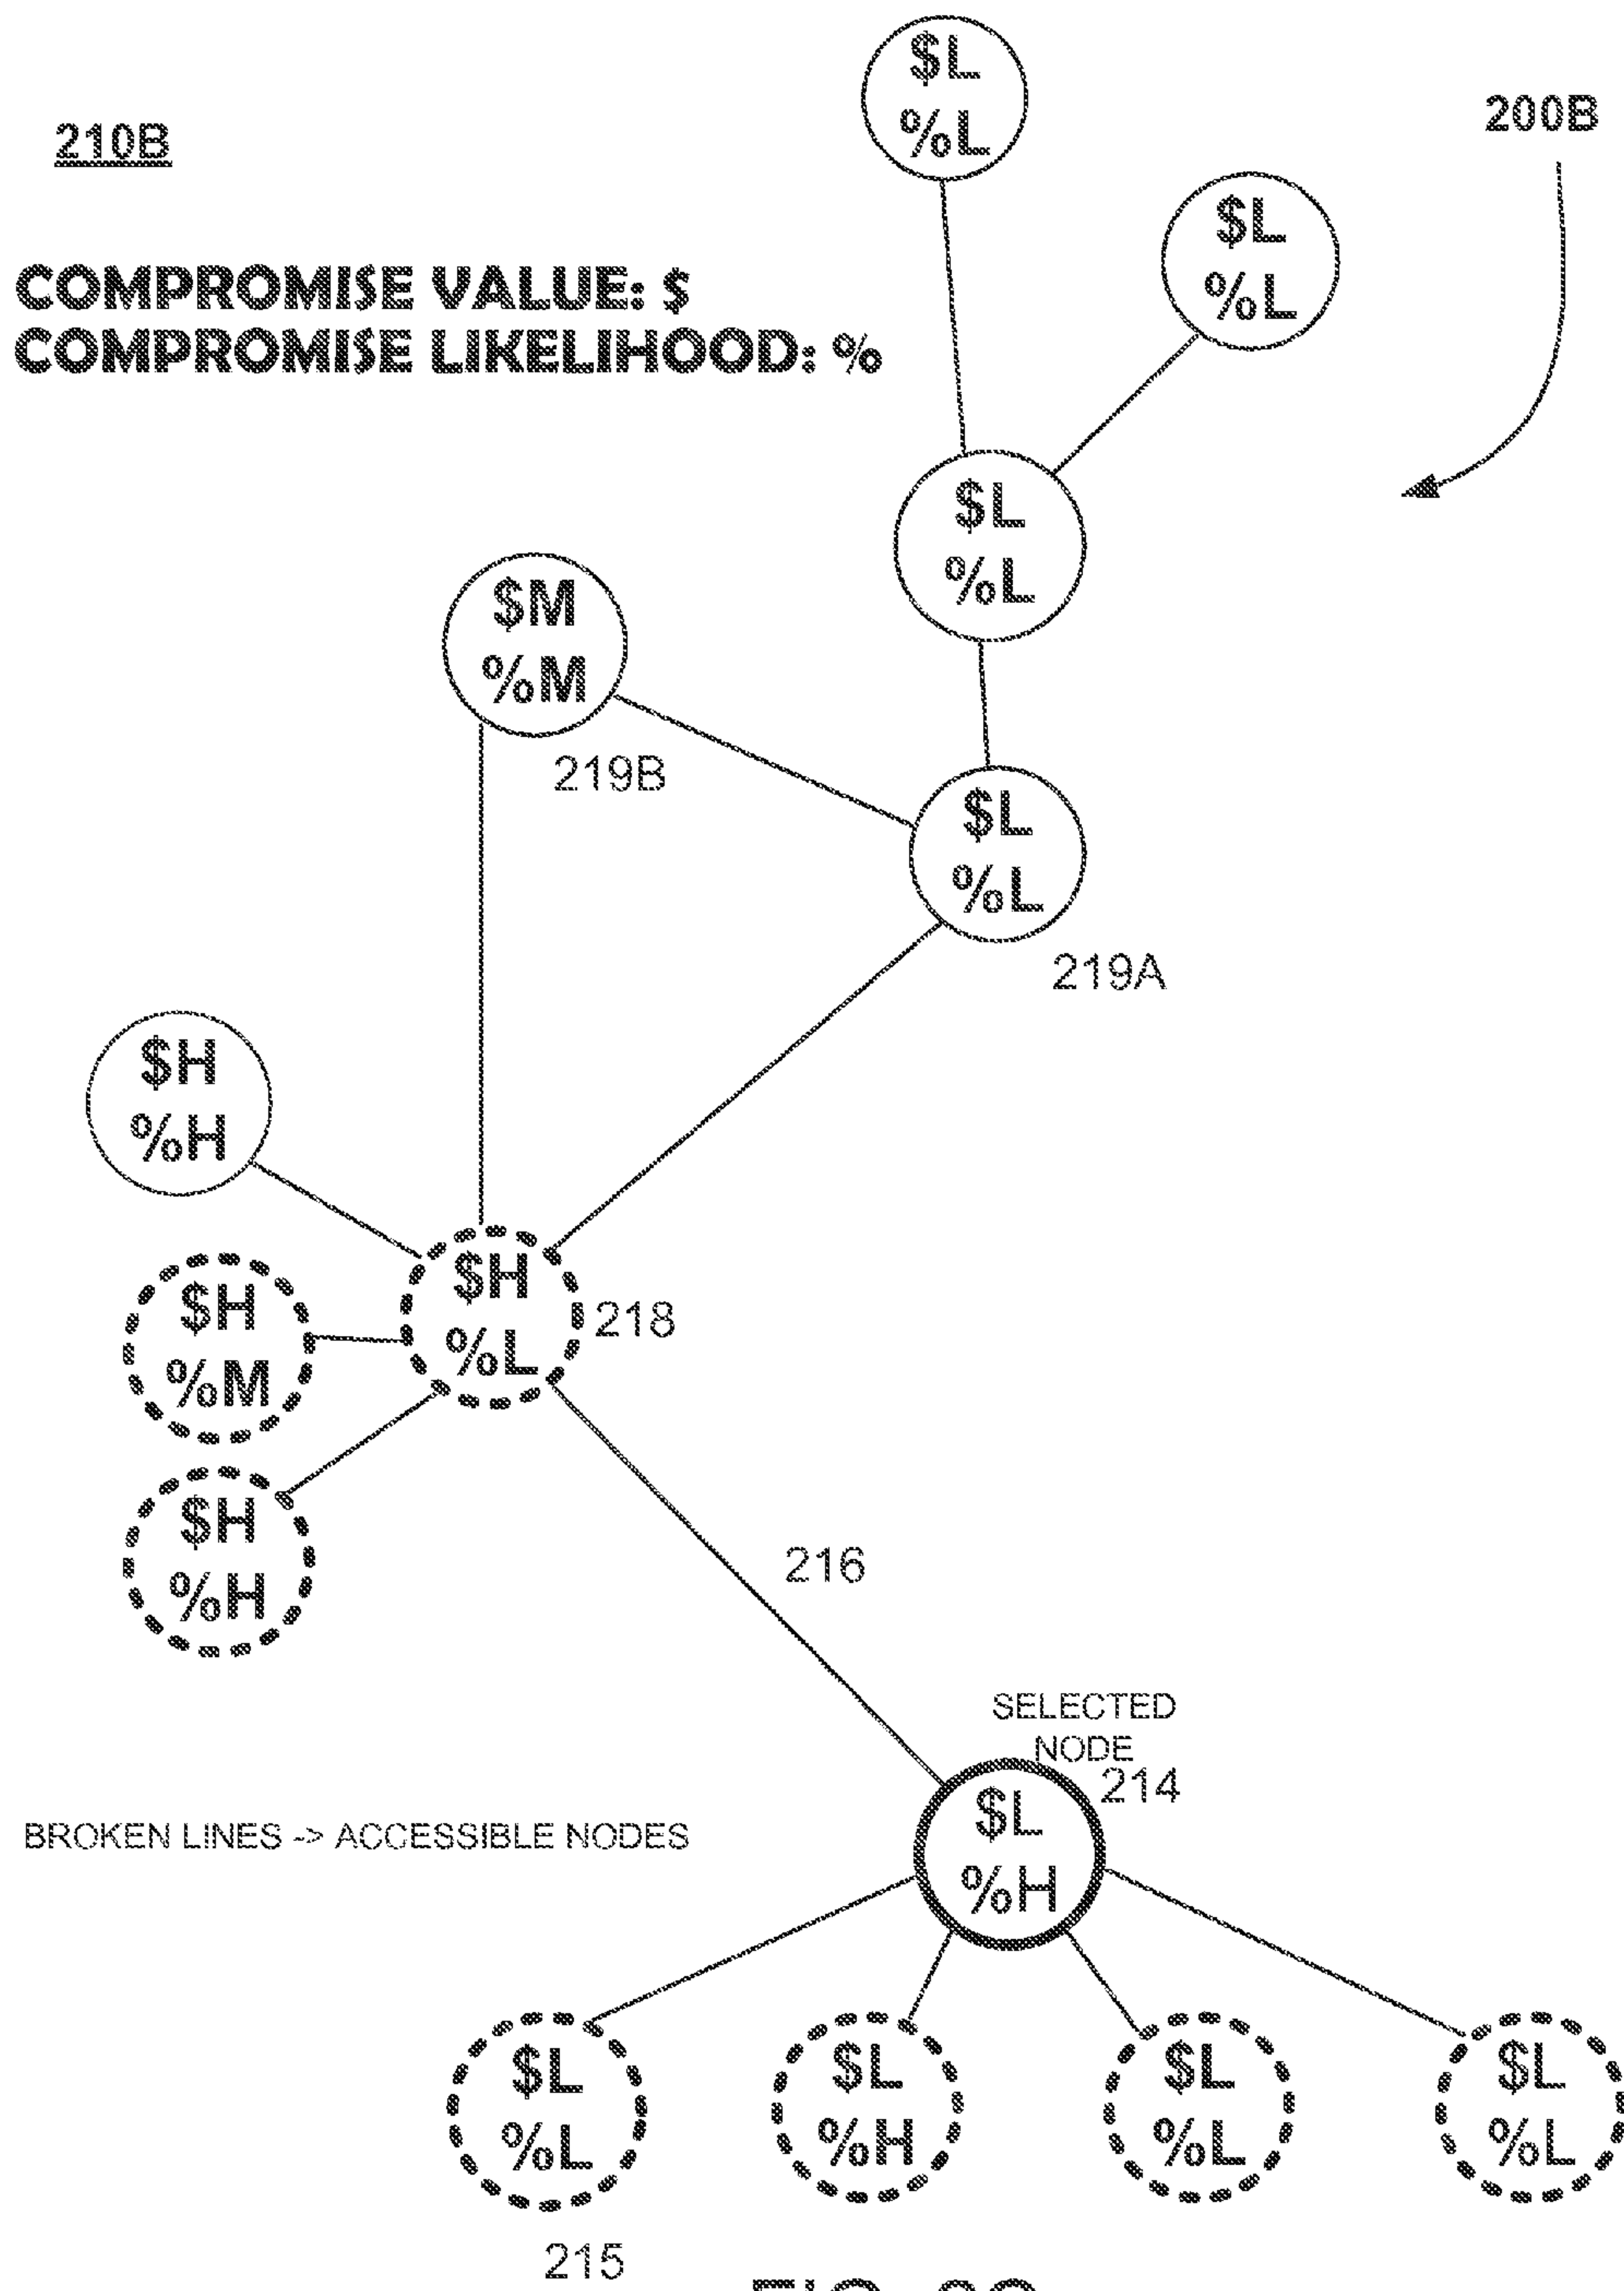 $L
%L
210B
200B
$L
%L
COMPROMISE VALUE: $
COMPROMISE LIKELIHOOD: %
$L
%L
$M
%M
219B
$L
%L
219A
$H
%H
$H
%L
218
$H
%M
$H
%H
216
SELECTED
NODE
214
$L
%H
BROKEN LINES -> ACCESSIBLE NODES
$L
%L
$L
%H
$L
%L
$L
%L
215